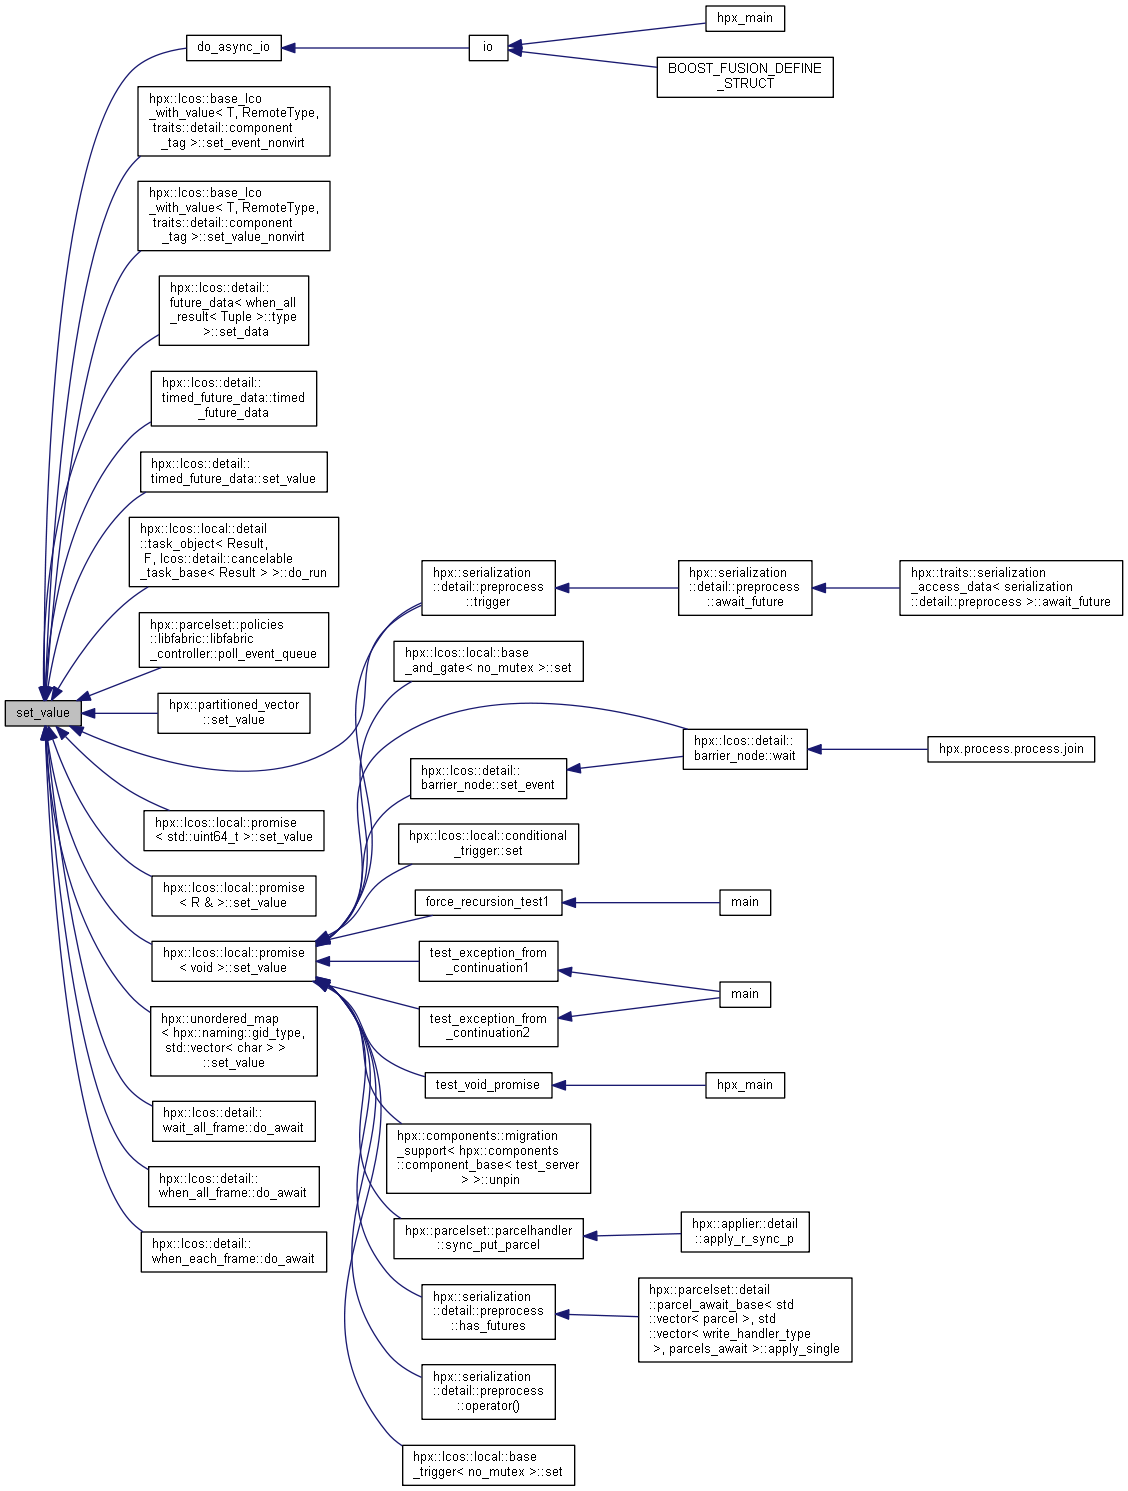 hpx_main
do_async_io
io
BOOST_FUSION_DEFINE
_STRUCT
hpx::lcos::base_lco
_with_value< T, RemoteType,
traits::detail::component
_tag >::set_event_nonvirt
hpx::lcos::base_lco
_with_value< T, RemoteType,
traits::detail::component
_tag >::set_value_nonvirt
hpx::lcos::detail::
future_data< when_all
_result< Tuple >::type
>::set_data
hpx::lcos::detail::
timed_future_data::timed
_future_data
hpx::lcos::detail::
timed_future_data::set_value
hpx::lcos::local::detail
::task_object< Result,
F, lcos::detail::cancelable
_task_base< Result > >::do_run
hpx::serialization
::detail::preprocess
::trigger
hpx::serialization
::detail::preprocess
::await_future
hpx::traits::serialization
_access_data< serialization
::detail::preprocess >::await_future
hpx::parcelset::policies
::libfabric::libfabric
_controller::poll_event_queue
hpx::lcos::local::base
_and_gate< no_mutex >::set
set_value
hpx::partitioned_vector
::set_value
hpx::lcos::detail::
barrier_node::wait
hpx.process.process.join
hpx::lcos::detail::
barrier_node::set_event
hpx::lcos::local::promise
< std::uint64_t >::set_value
hpx::lcos::local::conditional
_trigger::set
hpx::lcos::local::promise
< R & >::set_value
force_recursion_test1
main
hpx::lcos::local::promise
< void >::set_value
test_exception_from
_continuation1
main
test_exception_from
_continuation2
hpx::unordered_map
< hpx::naming::gid_type,
std::vector< char > >
::set_value
test_void_promise
hpx_main
hpx::lcos::detail::
wait_all_frame::do_await
hpx::components::migration
_support< hpx::components
::component_base< test_server
> >::unpin
hpx::lcos::detail::
when_all_frame::do_await
hpx::parcelset::parcelhandler
::sync_put_parcel
hpx::applier::detail
::apply_r_sync_p
hpx::lcos::detail::
when_each_frame::do_await
hpx::serialization
::detail::preprocess
::has_futures
hpx::parcelset::detail
::parcel_await_base< std
::vector< parcel >, std
::vector< write_handler_type
>, parcels_await >::apply_single
hpx::serialization
::detail::preprocess
::operator()
hpx::lcos::local::base
_trigger< no_mutex >::set